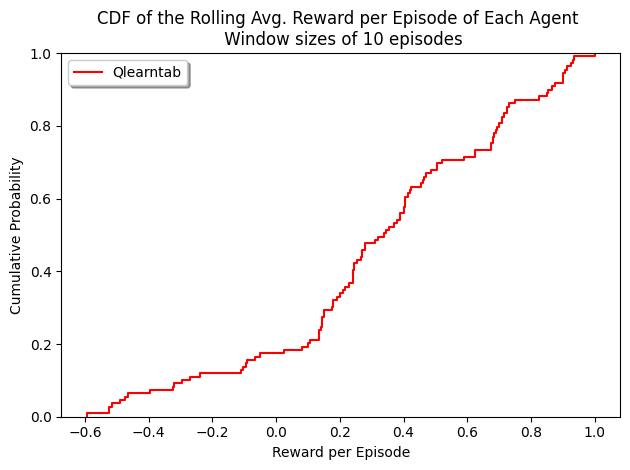 CDF of the Rolling Avg. Reward per Episode of Each Agent
Window sizes of 10 episodes
Qlearntab
Cumulative Probability
1.0
0.8
0.6
0.4
0.2
0.0
−0.6 −0.4 −0.2 0.0 0.2 0.4 0.6 0.8 1.0
Reward per Episode